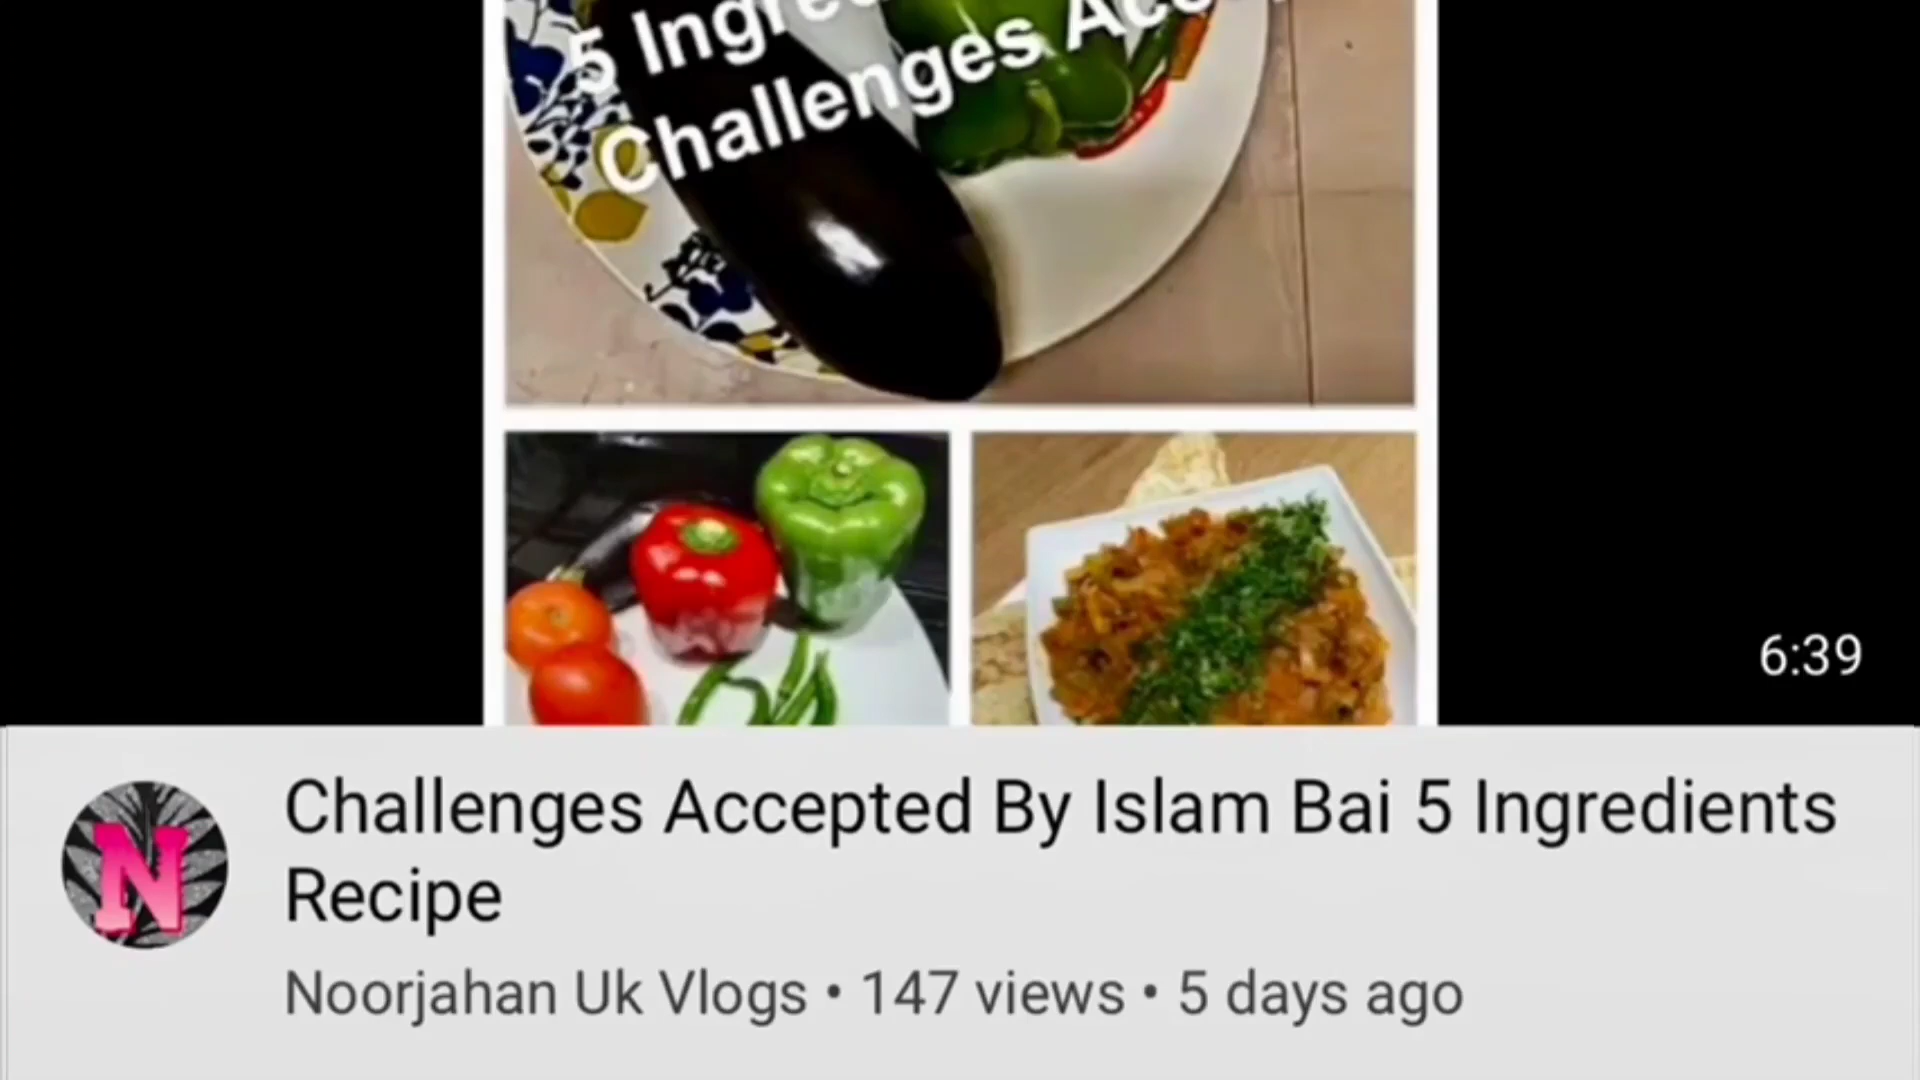 5
Challenges
6:39
Challenges Accepted By Islam Bai 5 Ingredients
Recipe
Noorjahan Uk Vlogs • 147 views • 5 days ago
N